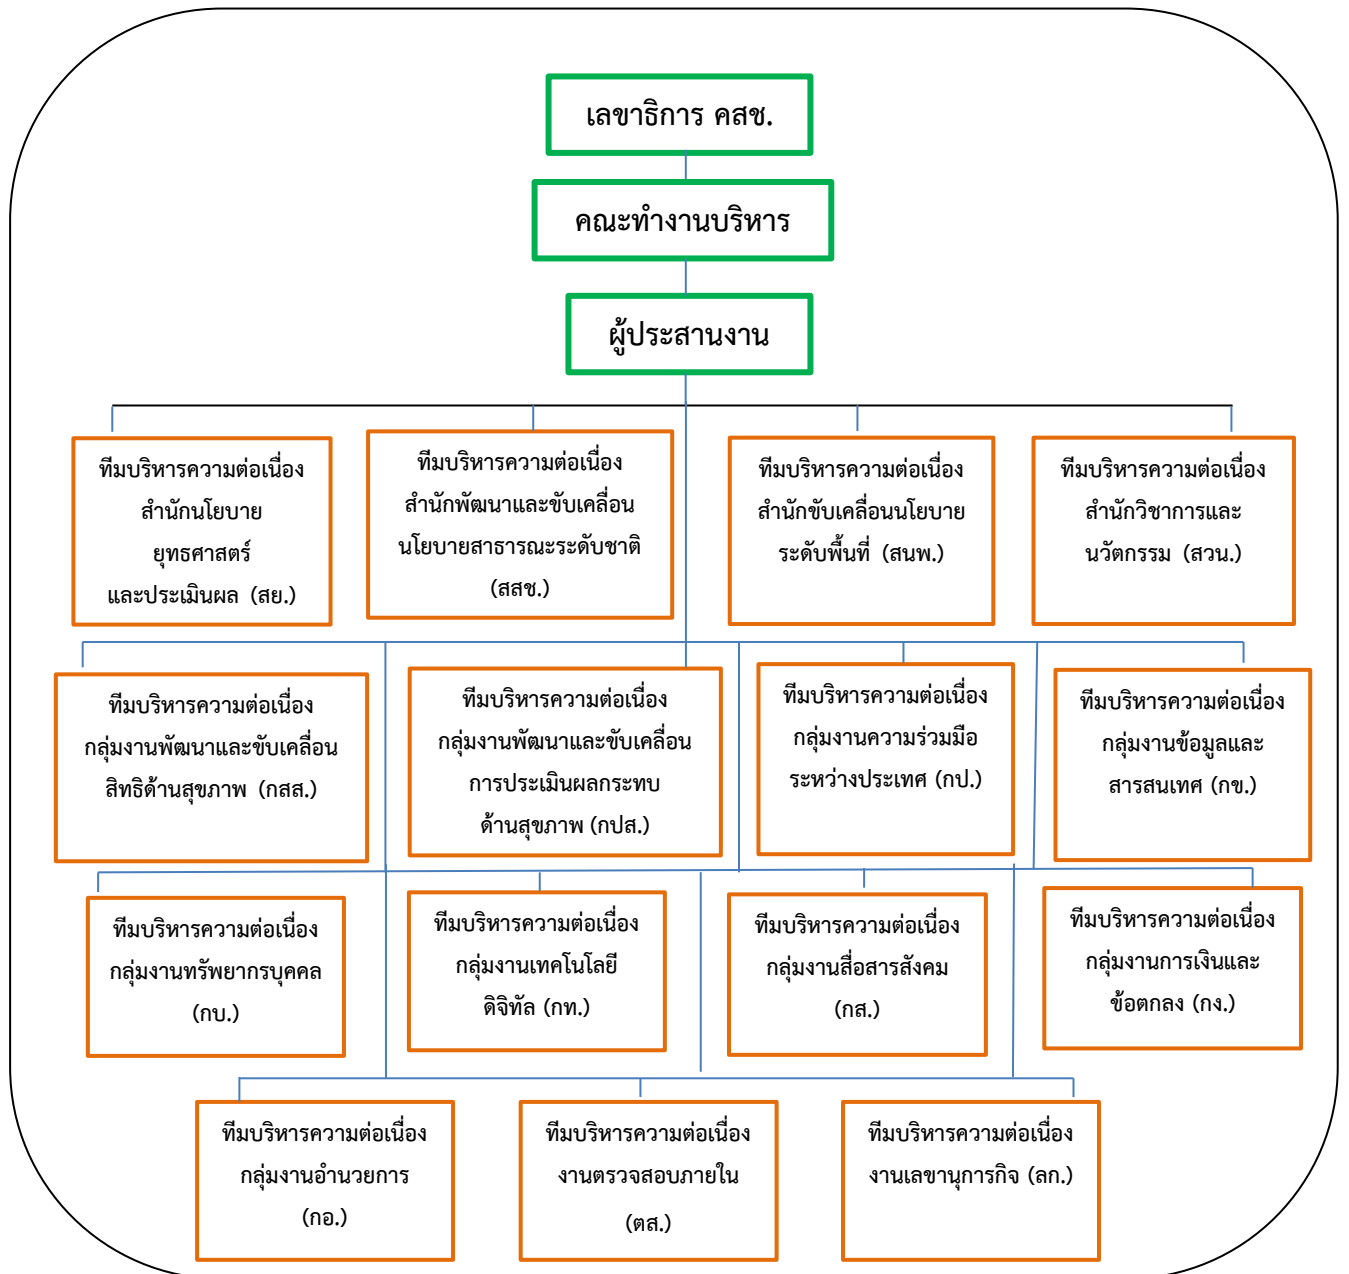 เลขาธิการ คสช.
คณะทำงานบริหาร
ผู้ประสานงาน
ทีมบริหารความต่อเนื่อง
สำนักนโยบาย
ยุทธศาสตร์
และประเมินผล (สย.)
ทีมบริหารความต่อเนื่อง
สำนักพัฒนาและขับเคลื่อน
นโยบายสาธารณะระดับชาติ
(สสช.)
ทีมบริหารความต่อเนื่อง
สำนักขับเคลื่อนนโยบาย
ระดับพื้นที่ (สนพ.)
ทีมบริหารความต่อเนื่อง
สำนักวิชาการและ
นวัตกรรม (สวน.)
ทีมบริหารความต่อเนื่อง
กลุ่มงานพัฒนาและขับเคลื่อน
สิทธิด้านสุขภาพ (กสส.)
ทีมบริหารความต่อเนื่อง
กลุ่มงานพัฒนาและขับเคลื่อน
การประเมินผลกระทบ
ด้านสุขภาพ (กปส.)
ทีมบริหารความต่อเนื่อง
กลุ่มงานความร่วมมือ
ระหว่างประเทศ (กป.)
ทีมบริหารความต่อเนื่อง
กลุ่มงานข้อมูลและ
สารสนเทศ (กข.)
ทีมบริหารความต่อเนื่อง
กลุ่มงานทรัพยากรบุคคล
(กบ.)
ทีมบริหารความต่อเนื่อง
กลุ่มงานเทคโนโลยี
ดิจิทัล (กท.)
ทีมบริหารความต่อเนื่อง
กลุ่มงานสื่อสารสังคม
(กส.)
ทีมบริหารความต่อเนื่อง
กลุ่มงานการเงินและ
ข้อตกลง (กง.)
ทีมบริหารความต่อเนื่อง
กลุ่มงานอำนวยการ
(กอ.)
ทีมบริหารความต่อเนื่อง
งานตรวจสอบภายใน
(ตส.)
ทีมบริหารความต่อเนื่อง
งานเลขานุการกิจ (ลก.)